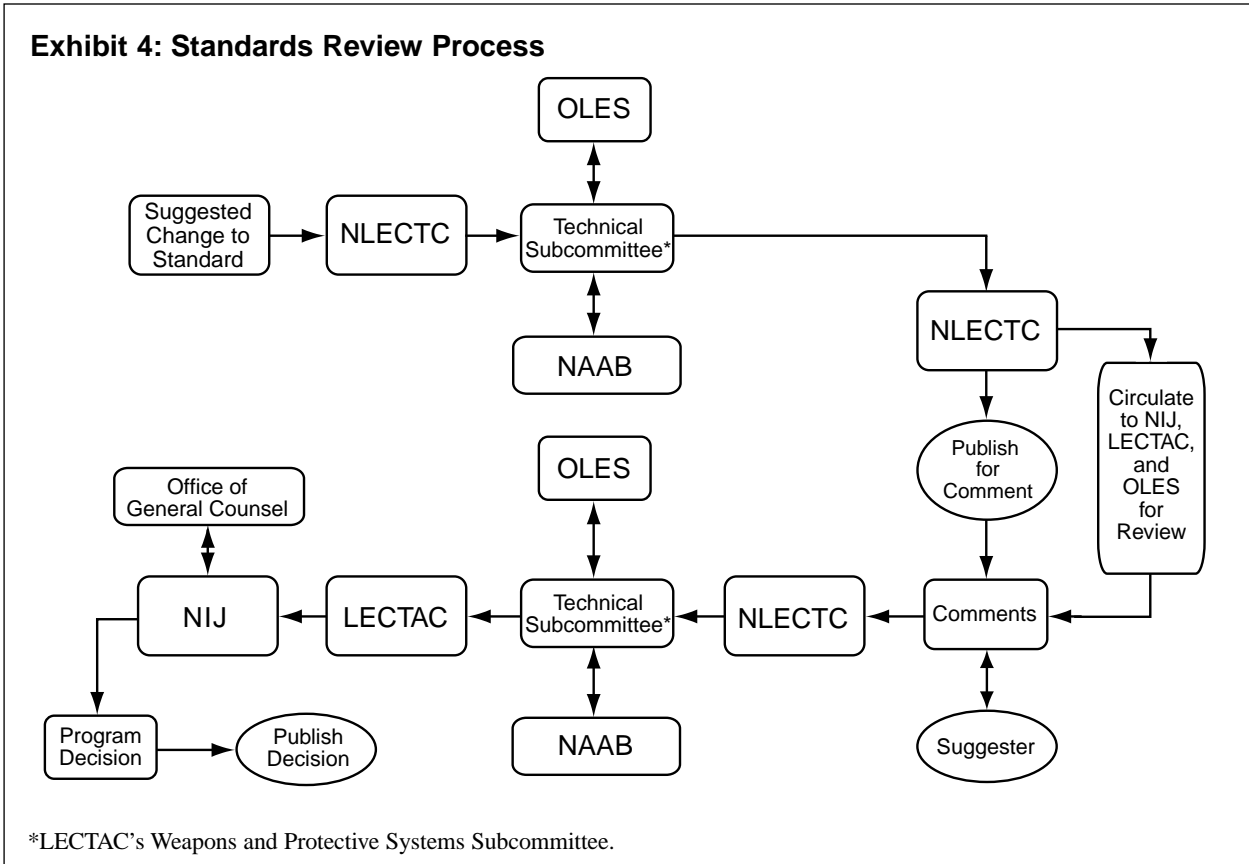 Exhibit 4: Standards Review Process
OLES
Suggested
Change to
Standard
NLECTC
Technical
Subcommittee*
NAAB
NLECTC
Circulate
to NIJ,
LECTAC,
and
OLES
for
Review
Publish
for
Comment
OLES
Office of
General Counsel
NIJ
LECTAC
Technical
Subcommittee*
NLECTC
Comments
Program
Decision
Publish
Decision
NAAB
Suggester
*LECTAC's Weapons and Protective Systems Subcommittee.